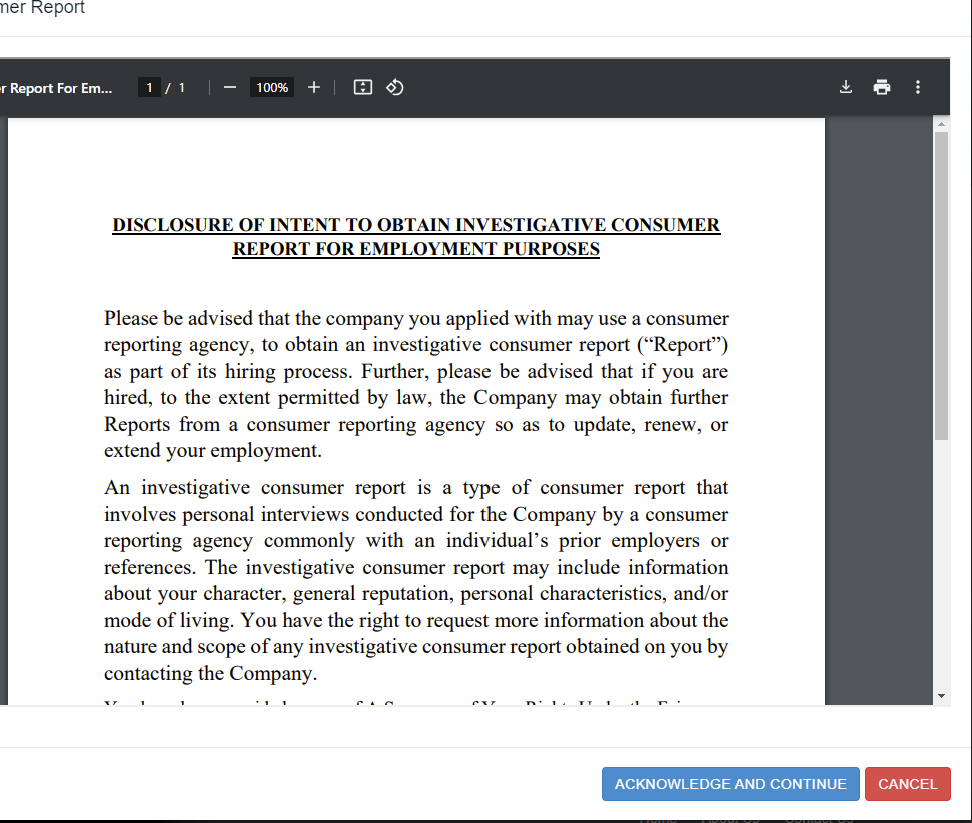 mer Report
r Report For Em...
1 / 1
100%
DISCLOSURE OF INTENT TO OBTAIN INVESTIGATIVE CONSUMER
REPORT FOR EMPLOYMENT PURPOSES
Please be advised that the company you applied with may use a consumer
reporting agency, to obtain an investigative consumer report (“Report”)
as part of its hiring process. Further, please be advised that if you are
hired, to the extent permitted by law, the Company may obtain further
Reports from a consumer reporting agency so as to update, renew, or
extend your employment.
An investigative consumer report is a type of consumer report that
involves personal interviews conducted for the Company by a consumer
reporting agency commonly with an individual’s prior employers or
references. The investigative consumer report may include information
about your character, general reputation, personal characteristics, and/or
mode of living. You have the right to request more information about the
nature and scope of any investigative consumer report obtained on you by
contacting the Company.
ACKNOWLEDGE AND CONTINUE
CANCEL